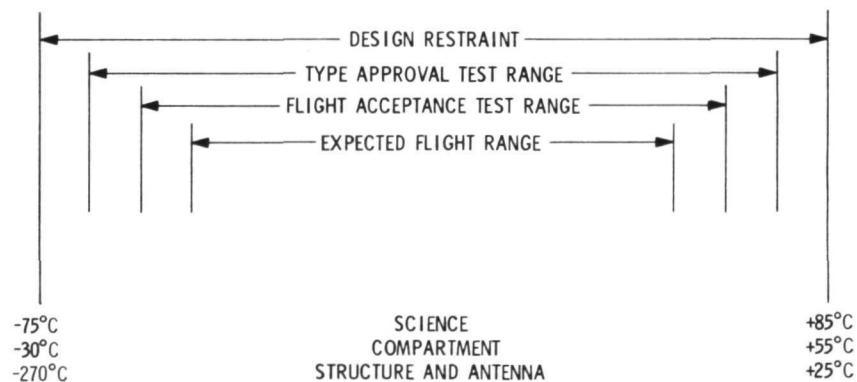 DESIGN RESTRAINT
TYPE APPROVAL TEST RANGE
FLIGHT ACCEPTANCE TEST RANGE
EXPECTED FLIGHT RANGE
-75°C SCIENCE +85°C
-30°C COMPARTMENT +55°C
-270°C STRUCTURE AND ANTENNA +25°C